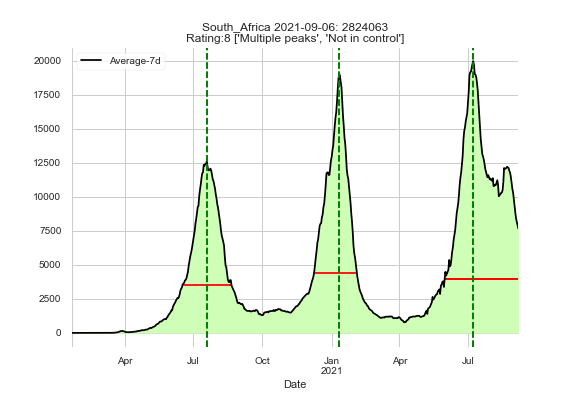 South_Africa 2021-09-06: 2824063
Rating:8 ['Multiple peaks', 'Not in control']
20000
Average-7d
17500
15000
12500
10000
7500
5000
2500
0
Apr Jul Oct Jan Apr Jul
2021
Date